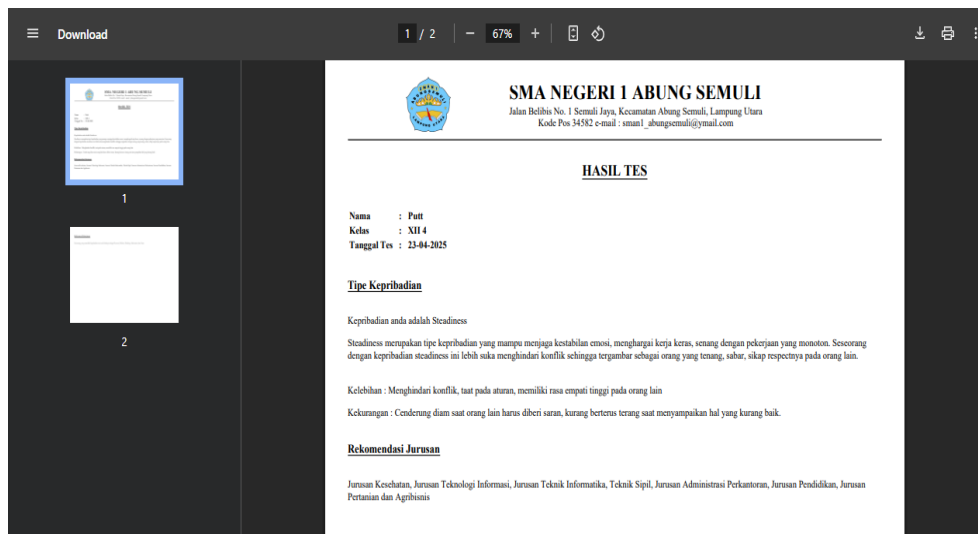 Download
1 / 2
67%
1
2
SMA NEGERI 1 ABUNG SEMULI
Jalan Belibis No. 1 Semuli Jaya, Kecamatan Abung Semuli, Lampung Utara
Kode Pos 34582 e-mail : sman1_abungsemuli@ymail.com
HASIL TES
Nama : Putt
Kelas : XII 4
Tanggal Tes : 23-04-2025
Tipe Kepribadian
Kepribadian anda adalah Steadiness
Steadiness merupakan tipe kepribadian yang mampu menjaga kestabilan emosi, menghargai kerja keras, senang dengan pekerjaan yang monoton. Seseorang
dengan kepribadian steadiness ini lebih suka menghindari konflik sehingga tergambar sebagai orang yang tenang, sabar, sikap respectnya pada orang lain.
Kelebihan : Menghindari konflik, taat pada aturan, memiliki rasa empati tinggi pada orang lain
Kekurangan : Cenderung diam saat orang lain harus diberi saran, kurang berterus terang saat menyampaikan hal yang kurang baik.
Rekomendasi Jurusan
Jurusan Kesehatan, Jurusan Teknologi Informasi, Jurusan Teknik Informatika, Teknik Sipil, Jurusan Administrasi Perkantoran, Jurusan Pendidikan, Jurusan
Pertanian dan Agribisnis